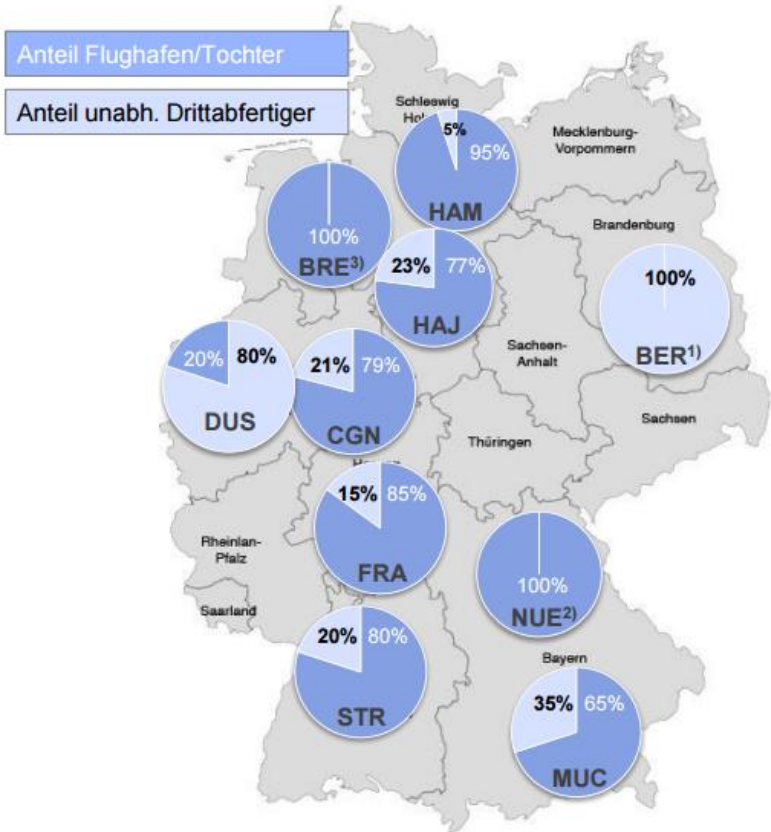 Anteil Flughafen/Tochter
Anteil unabh. Drittabfertiger
Schleswig
5%
95%
HAM
Mecklenburg-
Vorpommern
100%
BRE³⁾
23%
77%
HAJ
Brandenburg
100%
BER¹⁾
20%
80%
DUS
21%
79%
CGN
Sachsen-
Anhalt
Sachsen
Thüringen
15%
85%
FRA
Rheinlan-
Pfalz
Saarland
100%
NUE²⁾
20%
80%
STR
Bayern
35%
65%
MUC